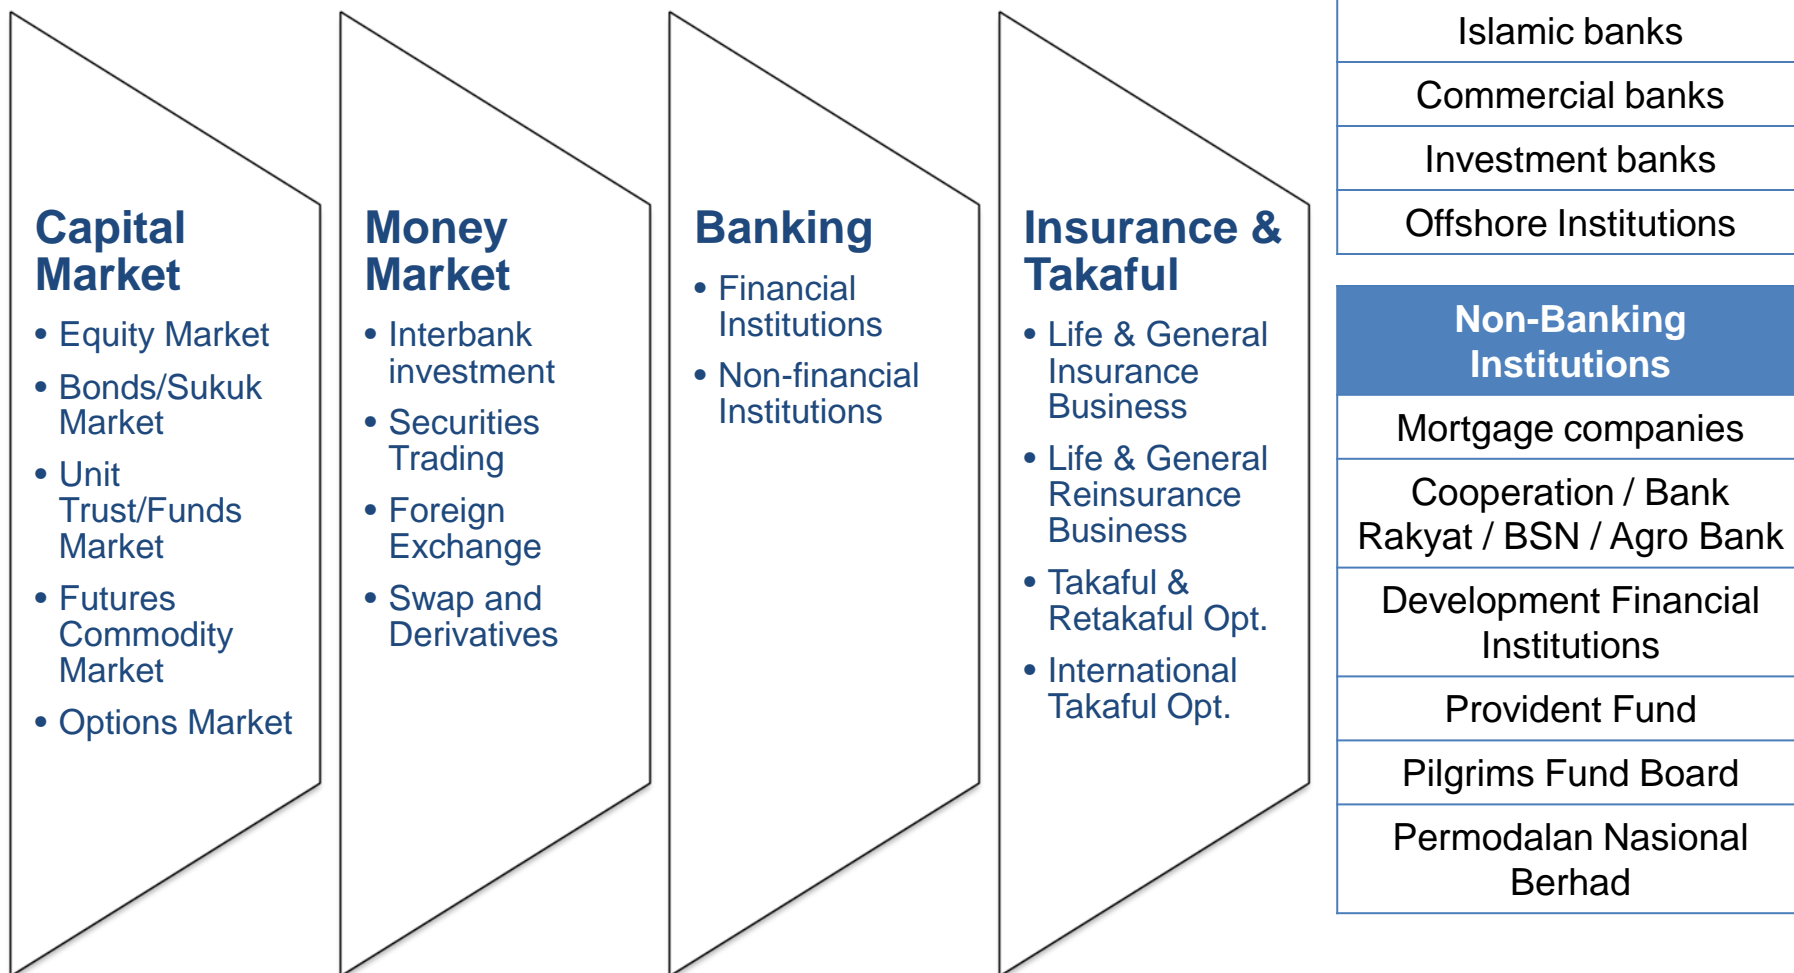 Capital
Market
• Equity Market
• Bonds/Sukuk
Market
• Unit
Trust/Funds
Market
• Futures
Commodity
Market
• Options Market
Money
Market
• Interbank
investment
• Securities
Trading
• Foreign
Exchange
• Swap and
Derivatives
Banking
• Financial
Institutions
• Non-financial
Institutions
Insurance &
Takaful
• Life & General
Insurance
Business
• Life & General
Reinsurance
Business
• Takaful &
Retakaful Opt.
• International
Takaful Opt.
Islamic banks
Commercial banks
Investment banks
Offshore Institutions
Non-Banking
Institutions
Mortgage companies
Cooperation / Bank
Rakyat / BSN / Agro Bank
Development Financial
Institutions
Provident Fund
Pilgrims Fund Board
Permodalan Nasional
Berhad